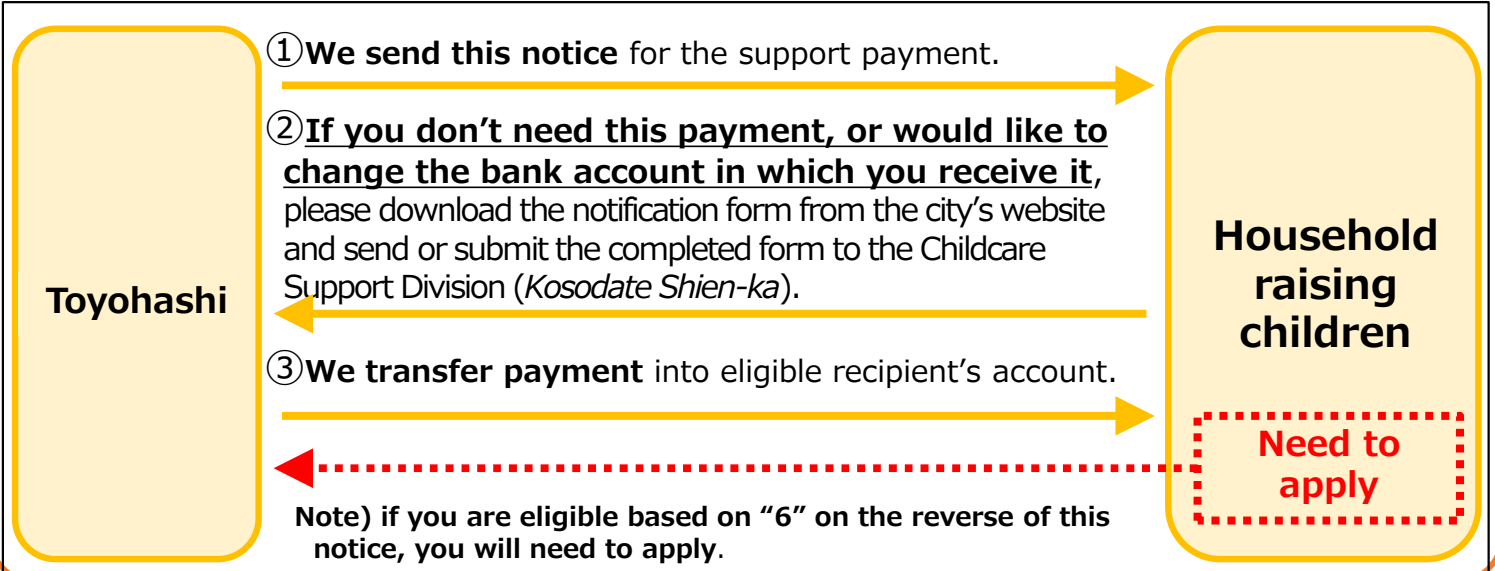 Toyohashi
①We send this notice for the support payment.
②If you don’t need this payment, or would like to
change the bank account in which you receive it,
please download the notification form from the city’s website
and send or submit the completed form to the Childcare
Support Division (Kosodate Shien-ka).
③We transfer payment into eligible recipient’s account.
Note) if you are eligible based on “6” on the reverse of this
notice, you will need to apply.
Household
raising
children
Need to
apply